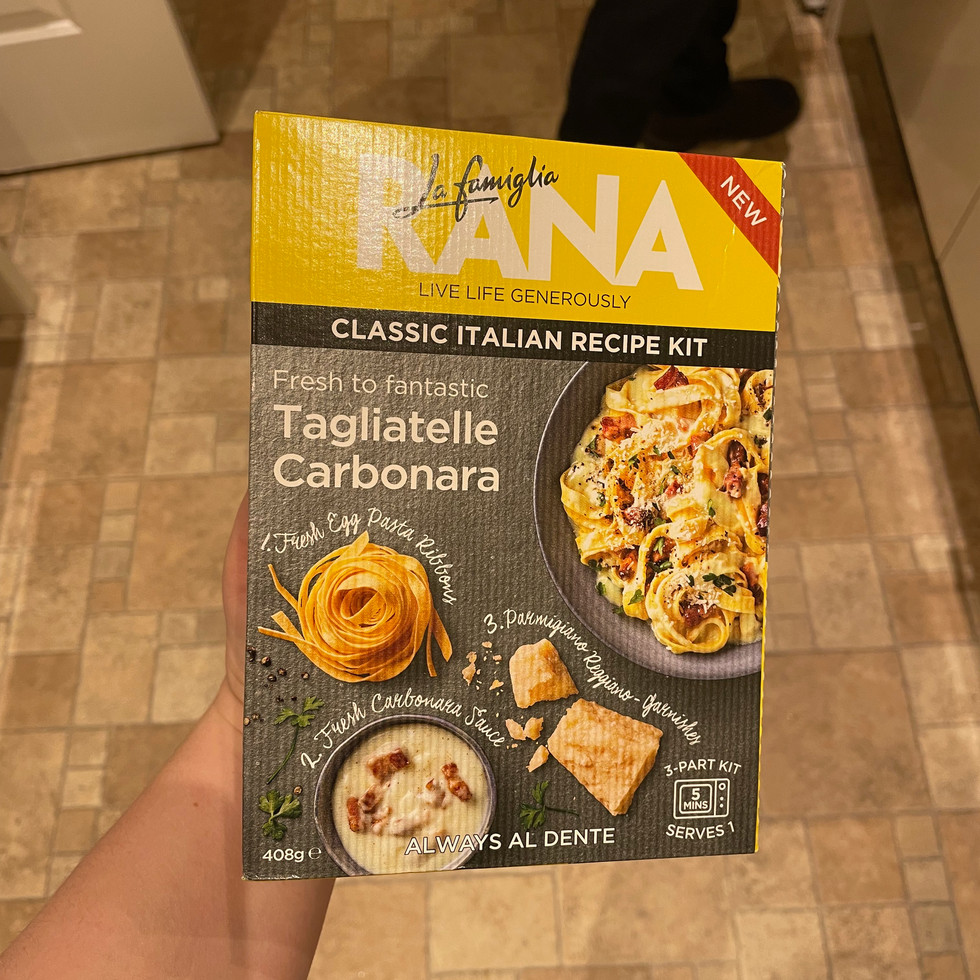 La famiglia
RANA
NEW
LIVE LIFE GENEROUSLY
CLASSIC ITALIAN RECIPE KIT
Fresh to fantastic
Tagliatelle
Carbonara
1. Fresh Egg Pasta Ribbons
3. Parmigiano Reggiano - garnishes
2. Fresh Carbonara Sauce
3-PART KIT
5
MINS
SERVES 1
ALWAYS AL DENTE
408g ℮